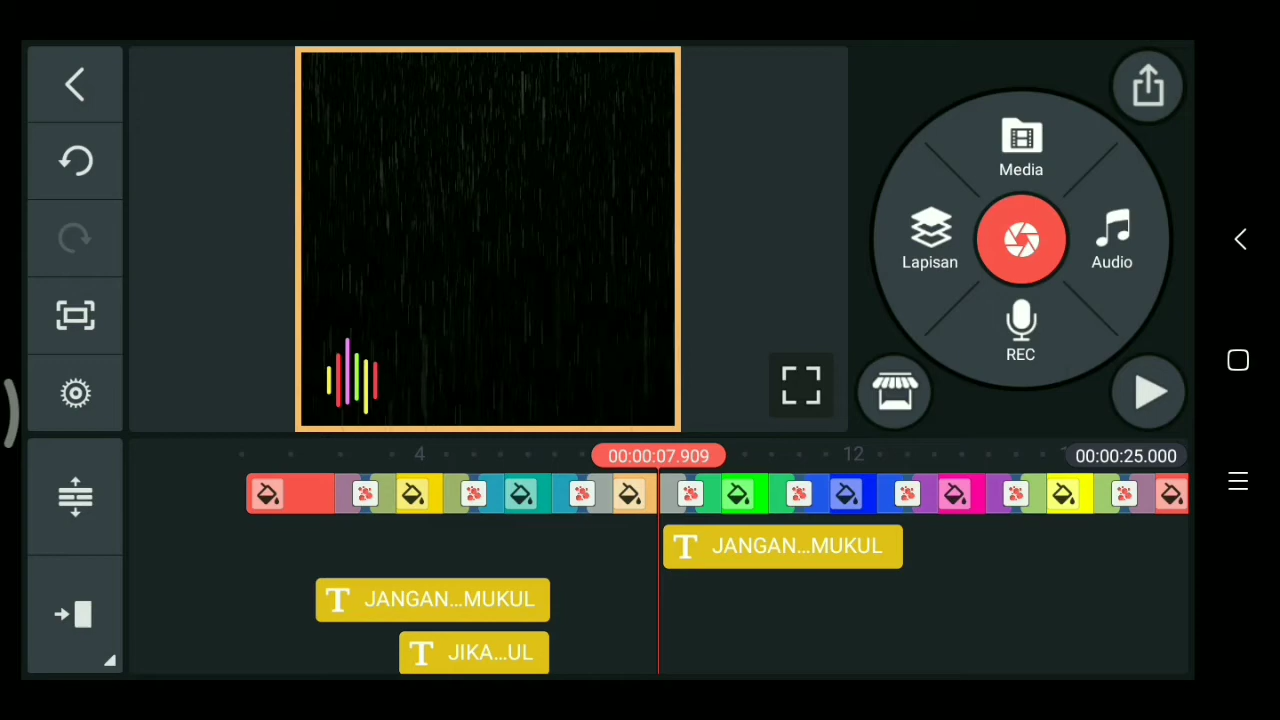 Media
Lapisan
Audio
REC
4
00:00:07.909
12
00:00:25.000
T JANGAN...MUKUL
T JANGAN...MUKUL
T JIKA...UL